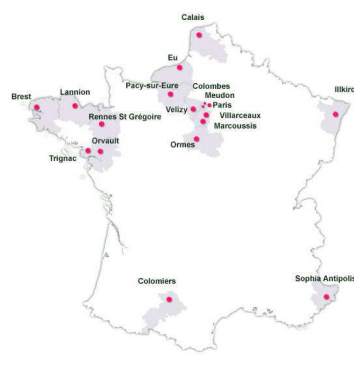 Calais
Eu
Pacy-sur-Eure
Colombes
Meudon
Paris
Velizy
Villarceaux
Marcoussis
Ormes
Brest
Lannion
Rennes St Grégoire
Orvault
Trignac
Illkirc
Colomiers
Sophia Antipolis